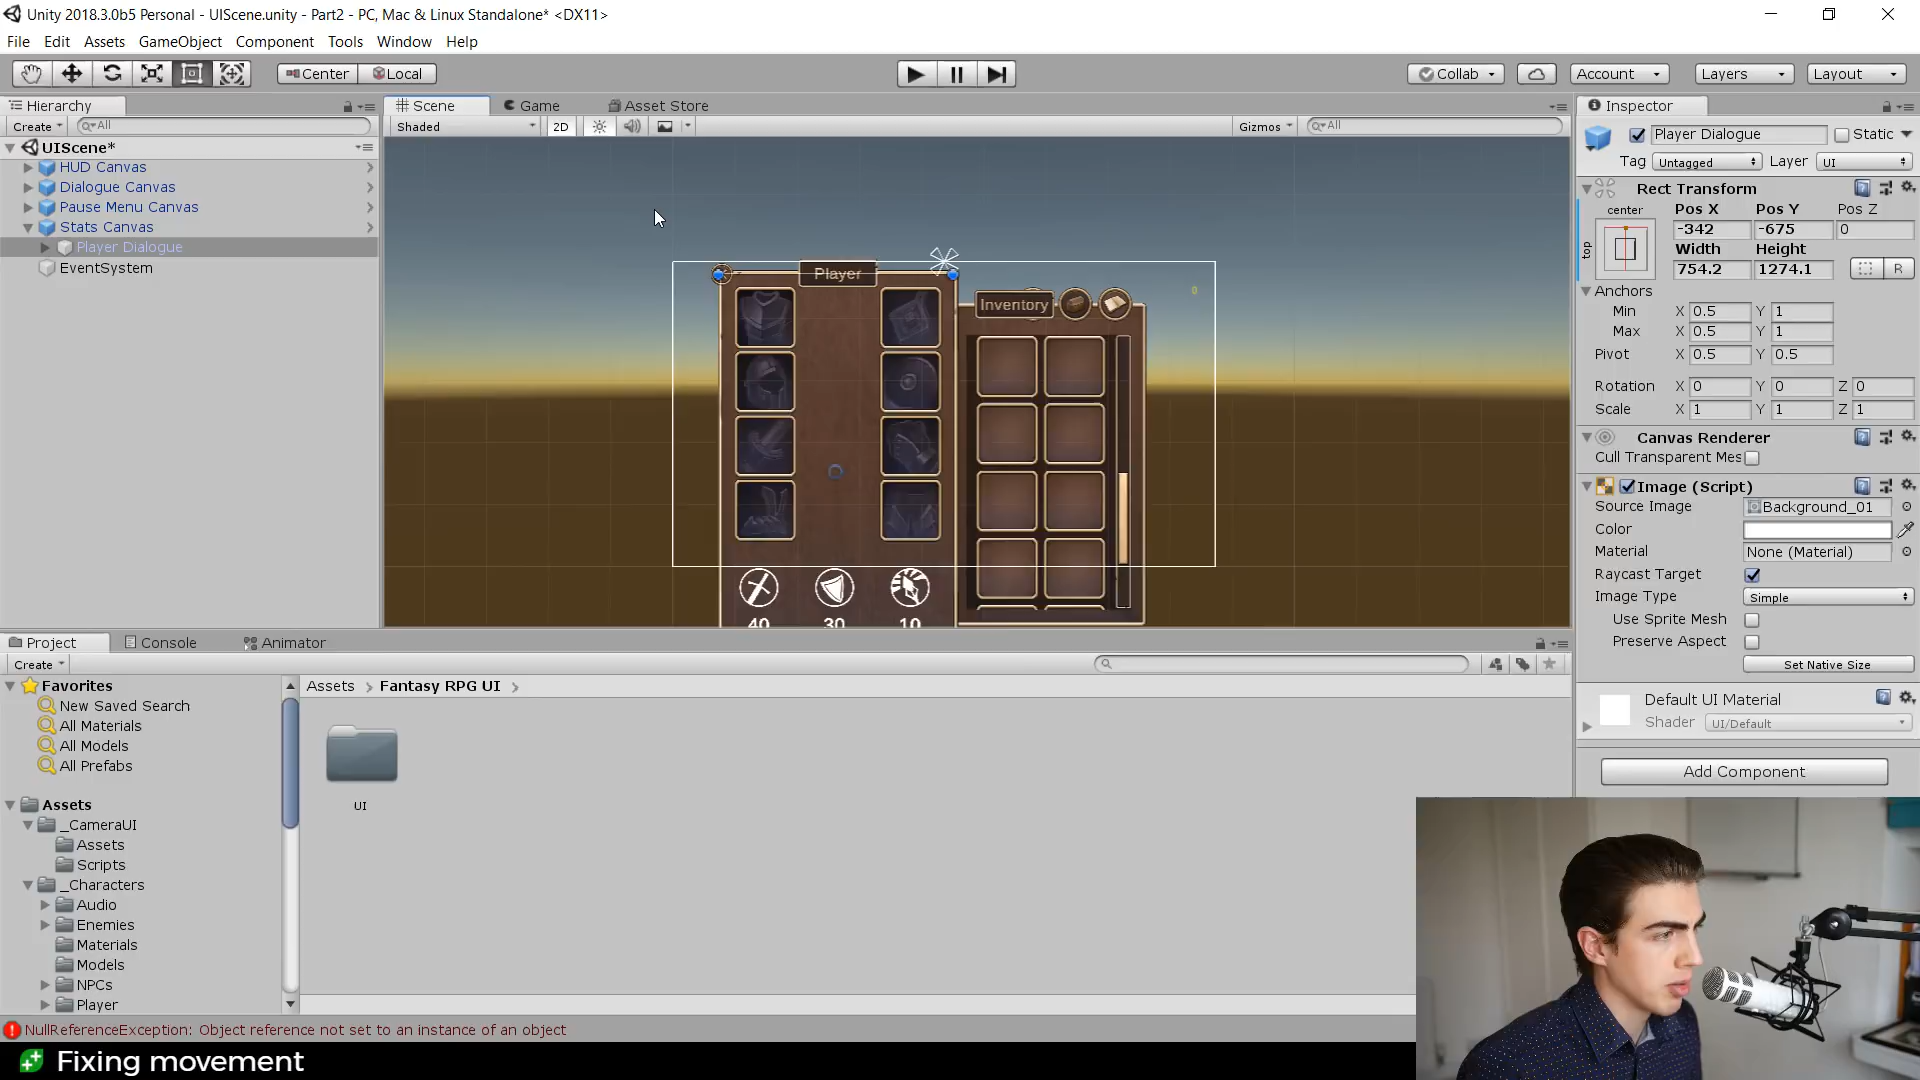 Unity 2018.3.0b5 Personal - UIScene.unity - Part2 - PC, Mac & Linux Standalone* <DX11>
File Edit Assets GameObject Component Tools Window Help
Center Local Collab Account Layers Layout
Hierarchy
Create All
UIScene*
HUD Canvas
Dialogue Canvas
Pause Menu Canvas
Stats Canvas
Player Dialogue
EventSystem
Scene Game Asset Store
Shaded 2D Gizmos All
Player
Inventory
0
40 30 10
Inspector
Player Dialogue Static
Tag Untagged Layer UI
Rect Transform
center
top
Pos X Pos Y Pos Z
-342 -675 0
Width Height
754.2 1274.1 R
Anchors
Min X 0.5 Y 1
Max X 0.5 Y 1
Pivot X 0.5 Y 0.5
Rotation X 0 Y 0 Z 0
Scale X 1 Y 1 Z 1
Canvas Renderer
Cull Transparent Mes
Image (Script)
Source Image Background_01
Color
Material None (Material)
Raycast Target
Image Type Simple
Use Sprite Mesh
Preserve Aspect
Set Native Size
Default UI Material
Shader UI/Default
Add Component
Project Console Animator
Create
Favorites
New Saved Search
All Materials
All Models
All Prefabs
Assets
_CameraUI
Assets
Scripts
_Characters
Audio
Enemies
Materials
Models
NPCs
Player
Assets > Fantasy RPG UI >
UI
NullReferenceException: Object reference not set to an instance of an object
Fixing movement